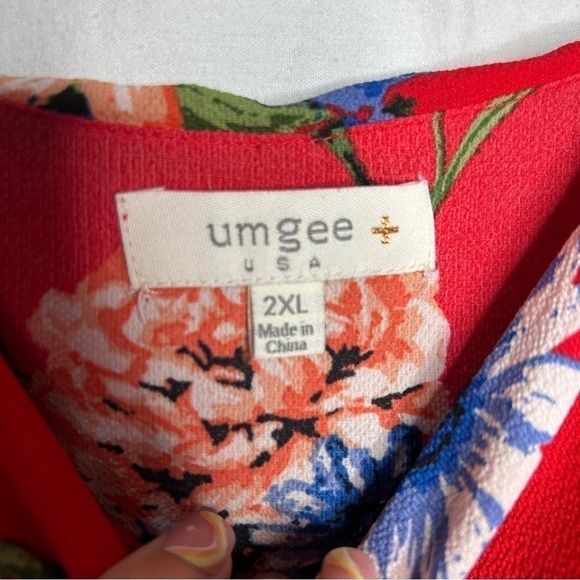 umgee +
USA
2XL
Made in
China